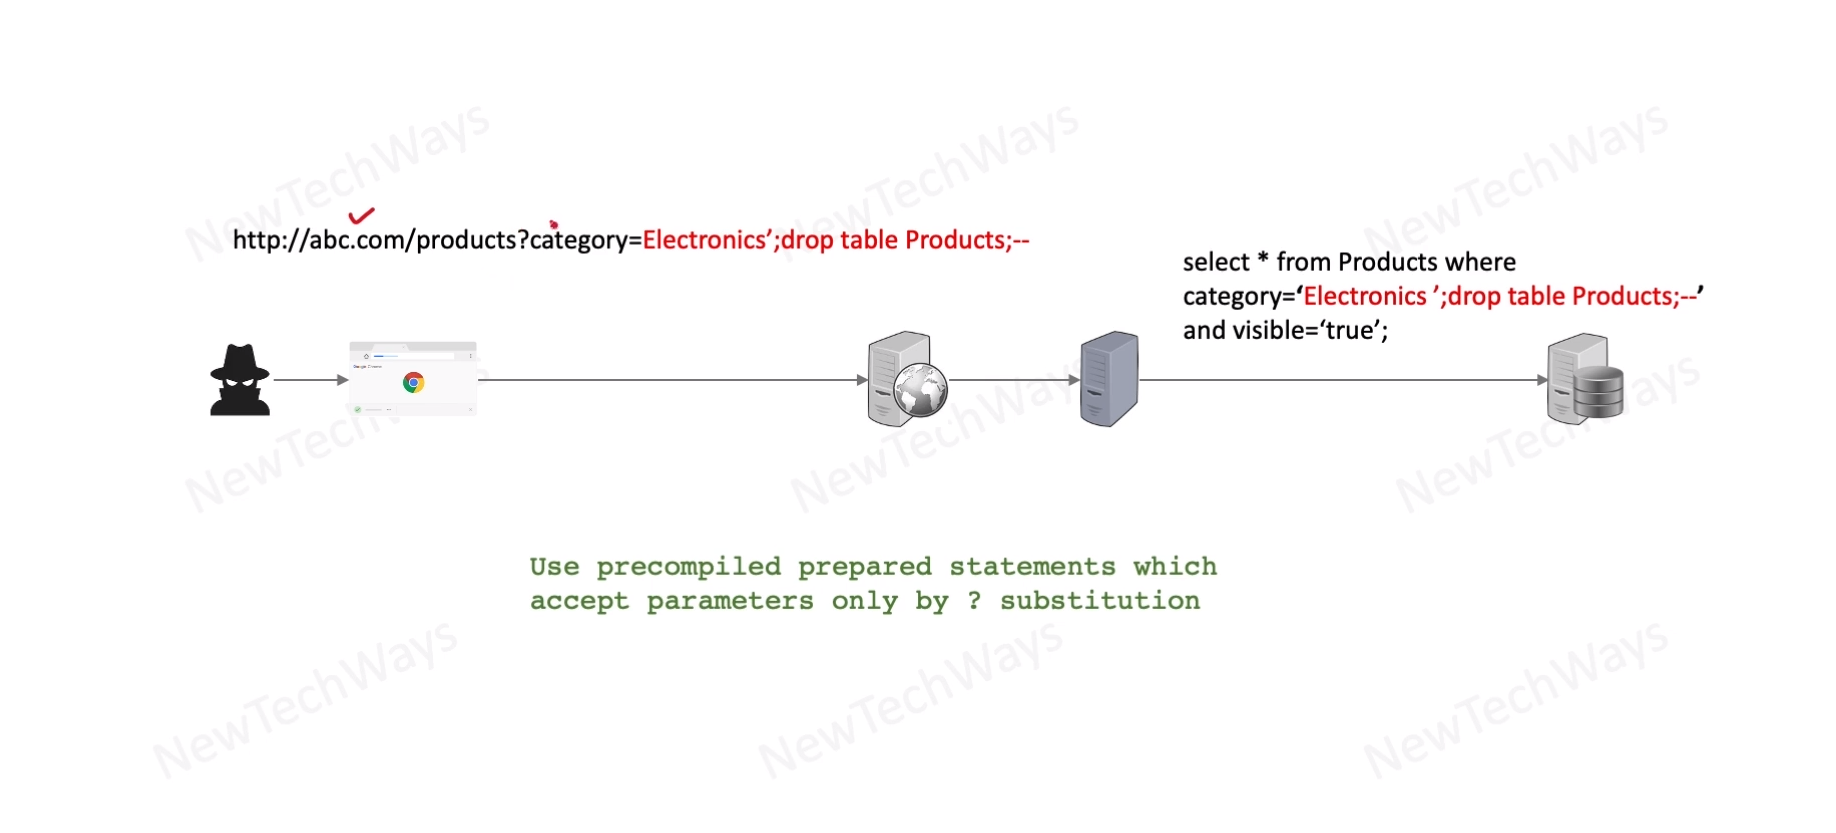 NewTechWays NewTechWays NewTechWays
http://abc.com/products?category=Electronics’;drop table Products;--
select * from Products where
category=‘Electronics ’;drop table Products;--’
and visible=‘true’;
NewTechWays NewTechWays NewTechWays
Use precompiled prepared statements which
accept parameters only by ? substitution
NewTechWays NewTechWays NewTechWays